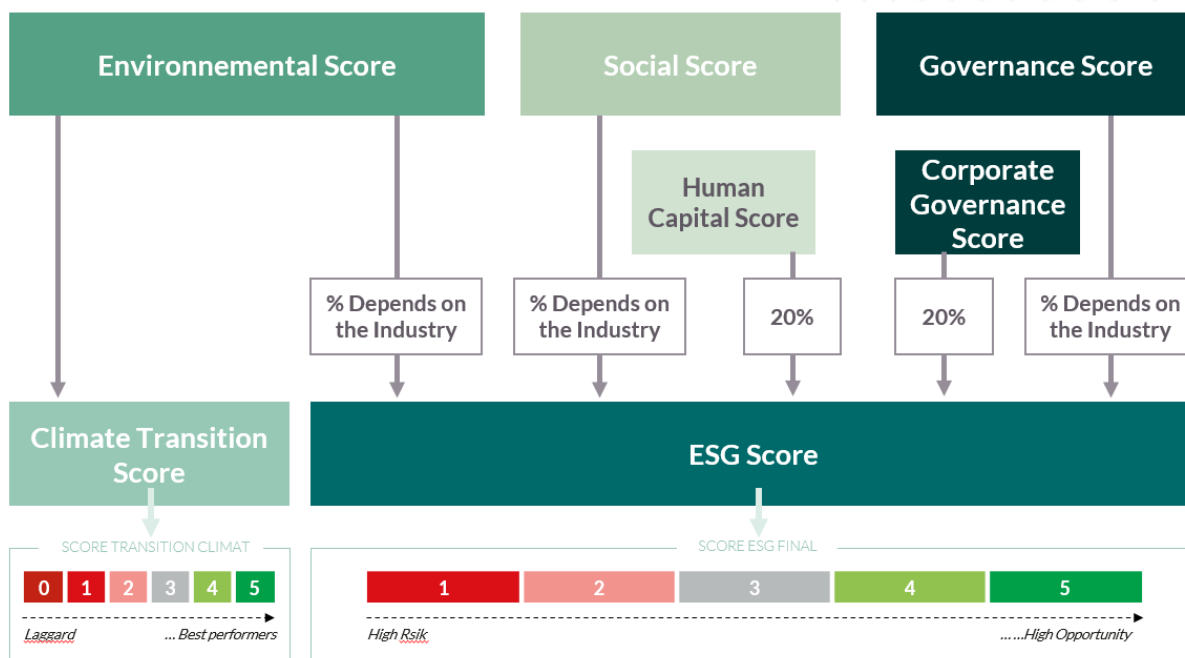 Environnemental Score
Social Score
Governance Score
Human
Capital Score
Corporate
Governance
Score
% Depends on
the Industry
% Depends on
the Industry
20%
20%
% Depends on
the Industry
Climate Transition
Score
ESG Score
SCORE TRANSITION CLIMAT
SCORE ESG FINAL
0 1 2 3 4 5
1 2 3 4 5
Laggard
... Best performers
High Rsik
... ...High Opportunity